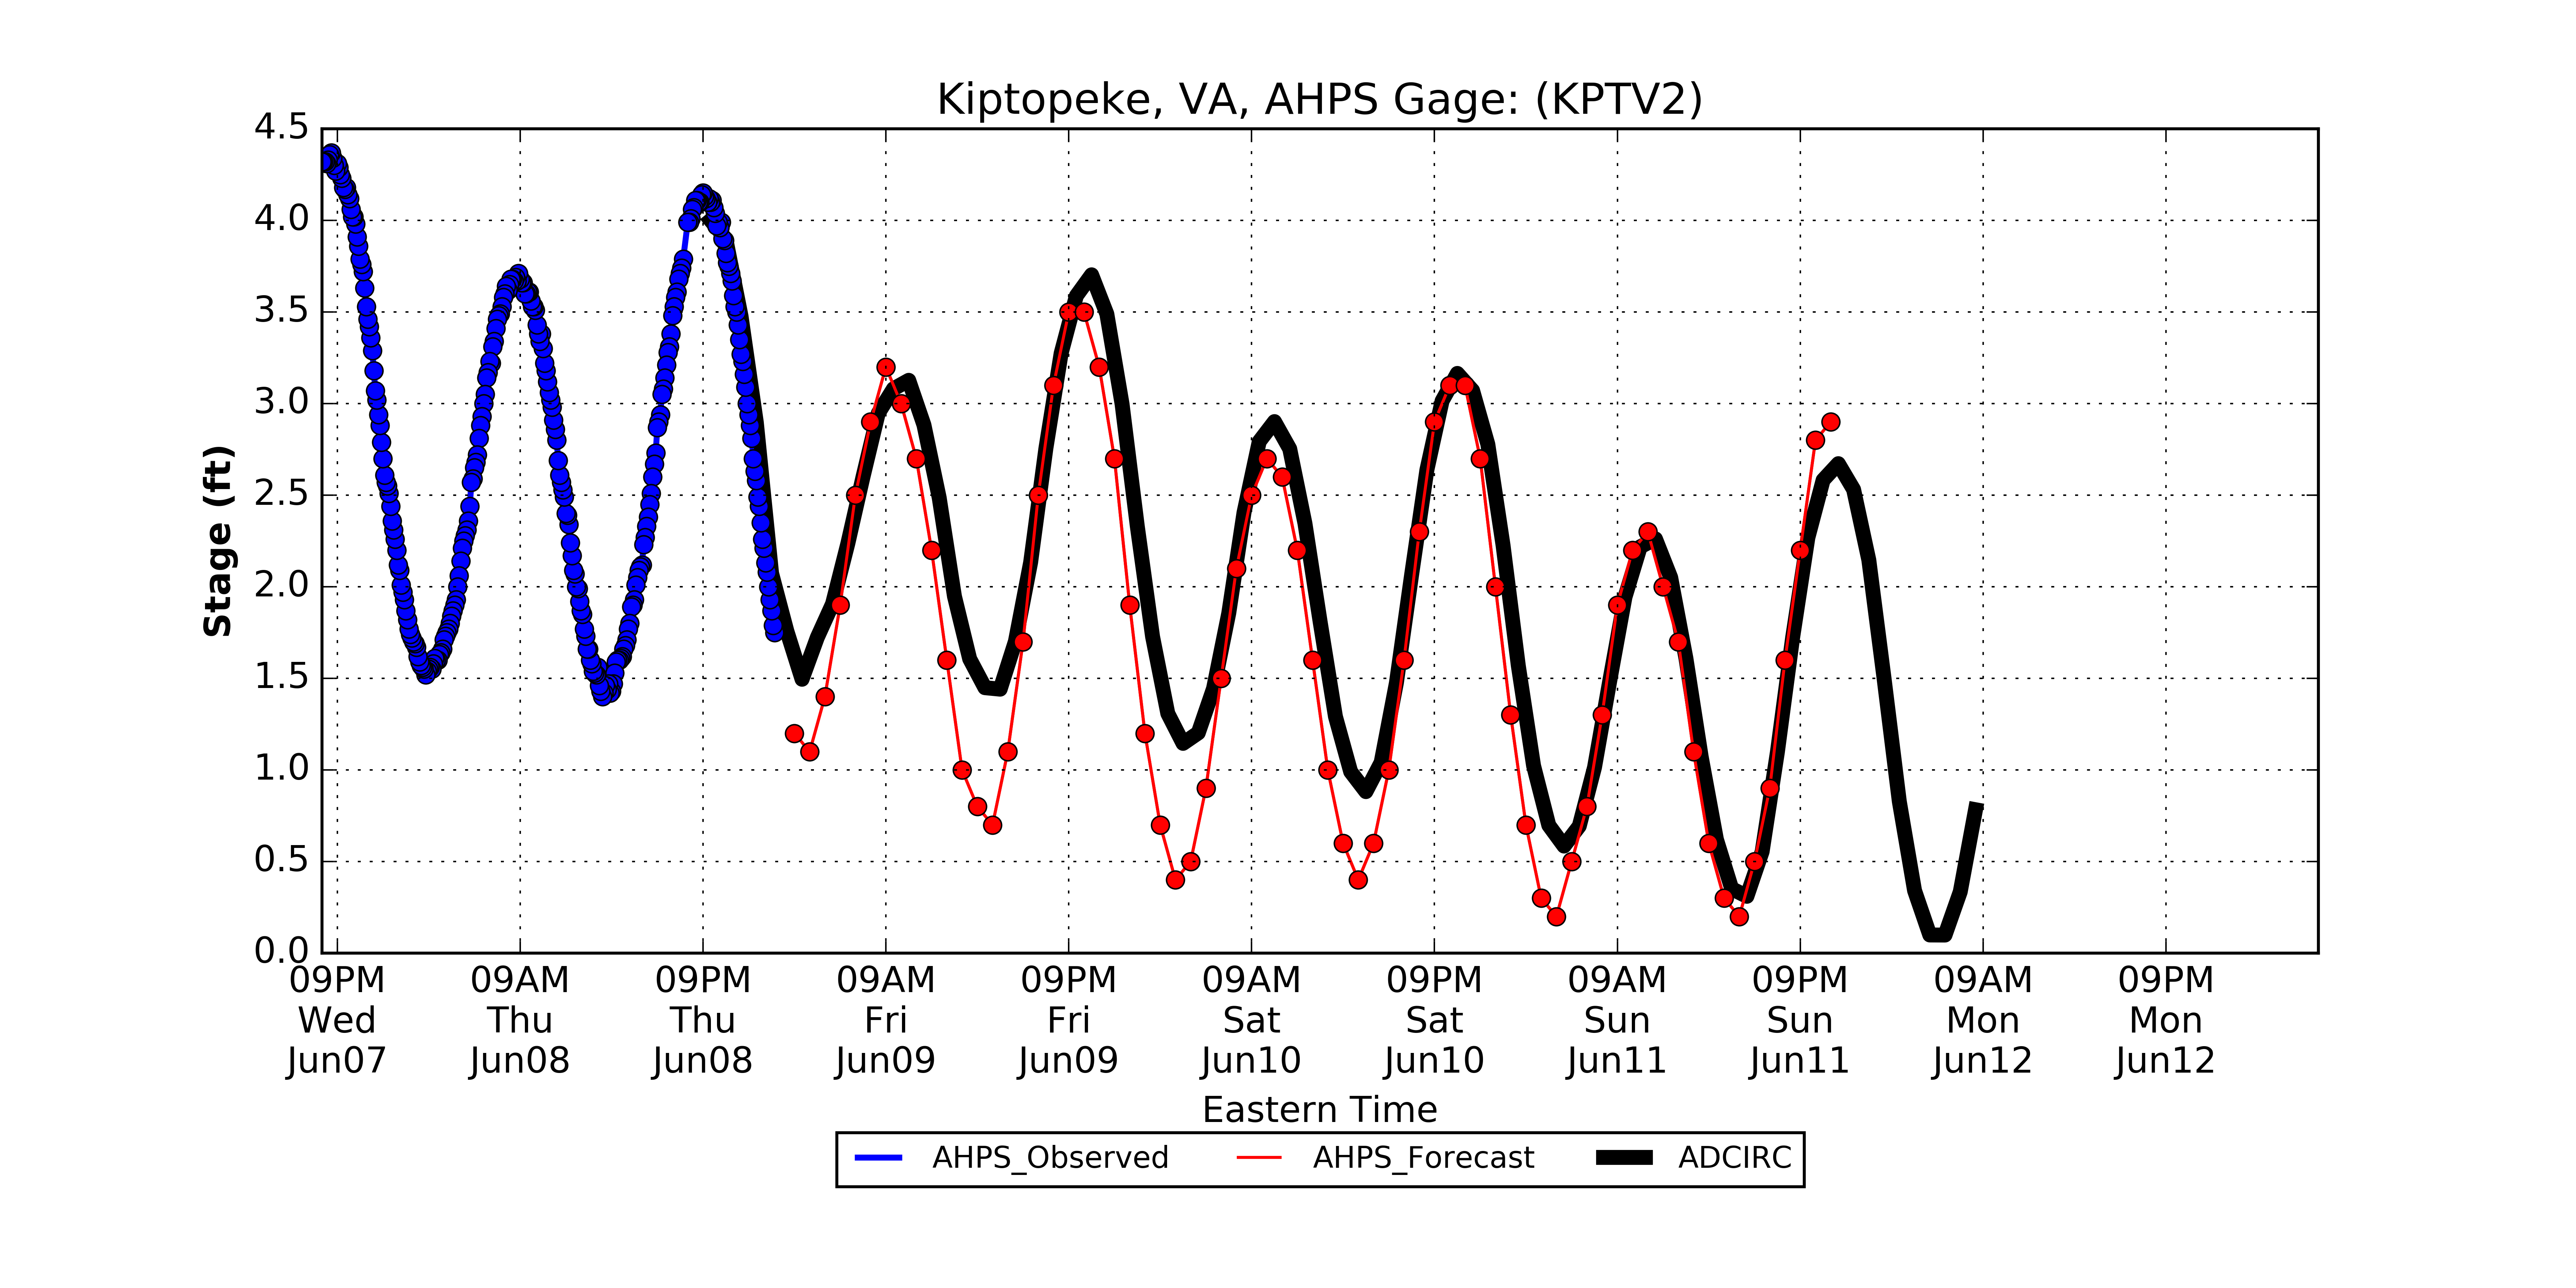 Kiptopeke, VA, AHPS Gage: (KPTV2)
4.5
4.0
3.5
3.0
2.5
2.0
1.5
1.0
0.5
0.0
Stage (ft)
09PM 09AM 09PM 09AM 09PM 09AM 09PM 09AM 09PM 09AM 09PM
Wed Thu Thu Fri Fri Sat Sat Sun Sun Mon Mon
Jun07 Jun08 Jun08 Jun09 Jun09 Jun10 Jun10 Jun11 Jun11 Jun12 Jun12
Eastern Time
AHPS_Observed AHPS_Forecast ADCIRC